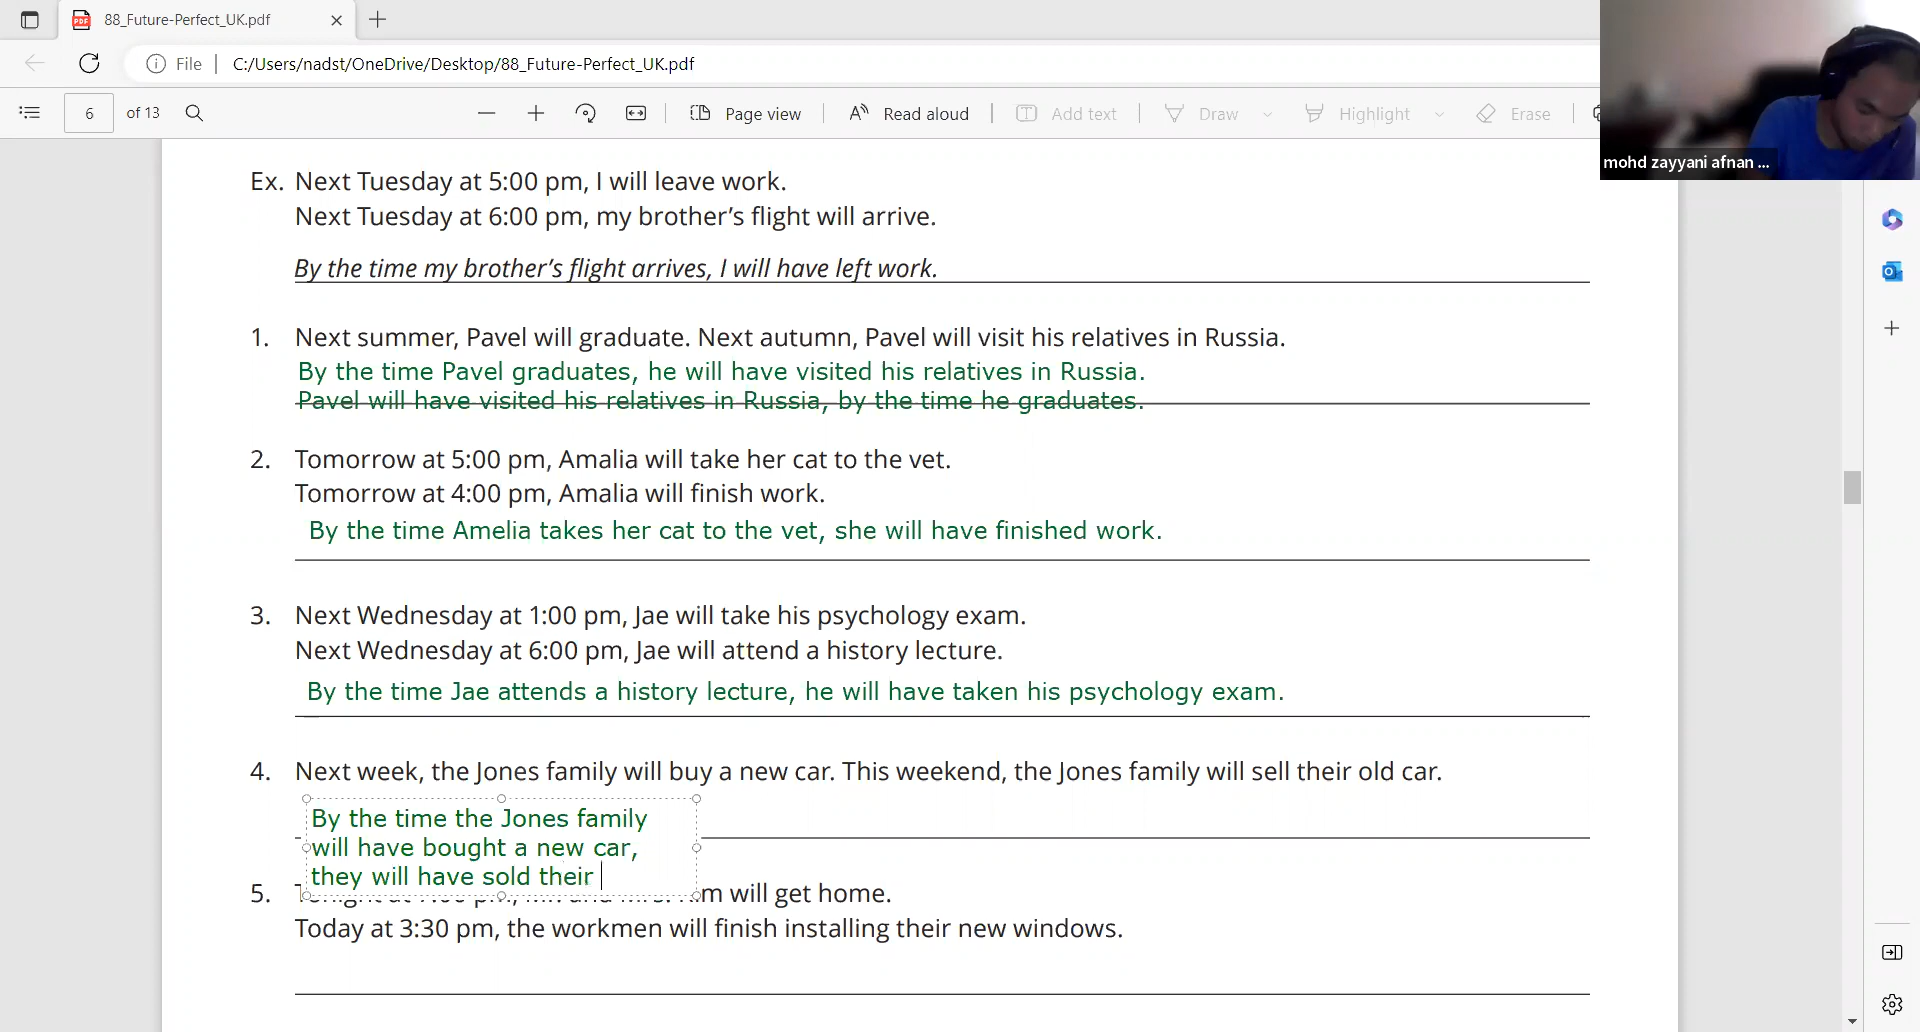 88_Future-Perfect_UK.pdf
File C:/Users/nadst/OneDrive/Desktop/88_Future-Perfect_UK.pdf
6 of 13 Page view Read aloud Add text Draw Highlight Erase
mohd zayyani afnan ...
Ex. Next Tuesday at 5:00 pm, I will leave work.
Next Tuesday at 6:00 pm, my brother’s flight will arrive.
By the time my brother’s flight arrives, I will have left work.
1. Next summer, Pavel will graduate. Next autumn, Pavel will visit his relatives in Russia.
By the time Pavel graduates, he will have visited his relatives in Russia.
Pavel will have visited his relatives in Russia, by the time he graduates.
2. Tomorrow at 5:00 pm, Amalia will take her cat to the vet.
Tomorrow at 4:00 pm, Amalia will finish work.
By the time Amelia takes her cat to the vet, she will have finished work.
3. Next Wednesday at 1:00 pm, Jae will take his psychology exam.
Next Wednesday at 6:00 pm, Jae will attend a history lecture.
By the time Jae attends a history lecture, he will have taken his psychology exam.
4. Next week, the Jones family will buy a new car. This weekend, the Jones family will sell their old car.
By the time the Jones family
will have bought a new car,
they will have sold their
5. will get home.
Today at 3:30 pm, the workmen will finish installing their new windows.